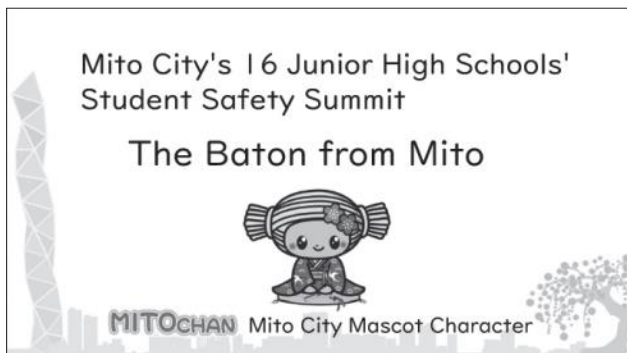 Mito City's 16 Junior High Schools'
Student Safety Summit
The Baton from Mito
MITOCHAN Mito City Mascot Character